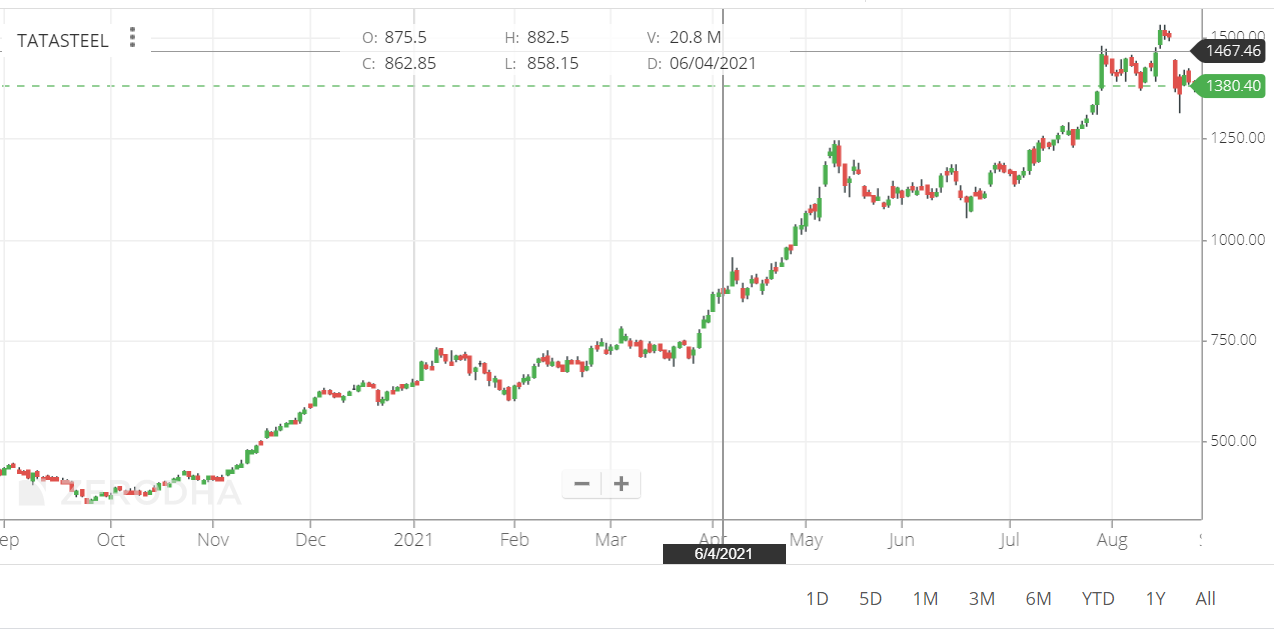 TATASTEEL
O: 875.5 H: 882.5 V: 20.8 M
C: 862.85 L: 858.15 D: 06/04/2021
1500.00
1467.46
1380.40
1250.00
1000.00
750.00
500.00
ZERODHA
− +
ep Oct Nov Dec 2021 Feb Mar Apr May Jun Jul Aug
6/4/2021
1D 5D 1M 3M 6M YTD 1Y All